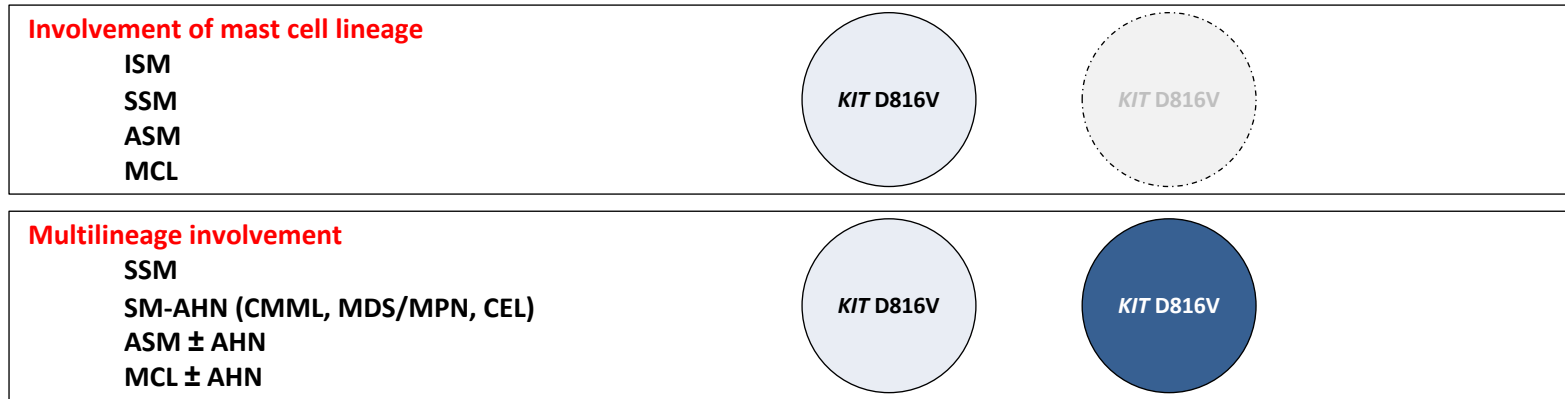 Involvement of mast cell lineage
ISM
SSM
ASM
MCL
KIT D816V
KIT D816V
Multilineage involvement
SSM
SM-AHN (CMML, MDS/MPN, CEL)
ASM ± AHN
MCL ± AHN
KIT D816V
KIT D816V